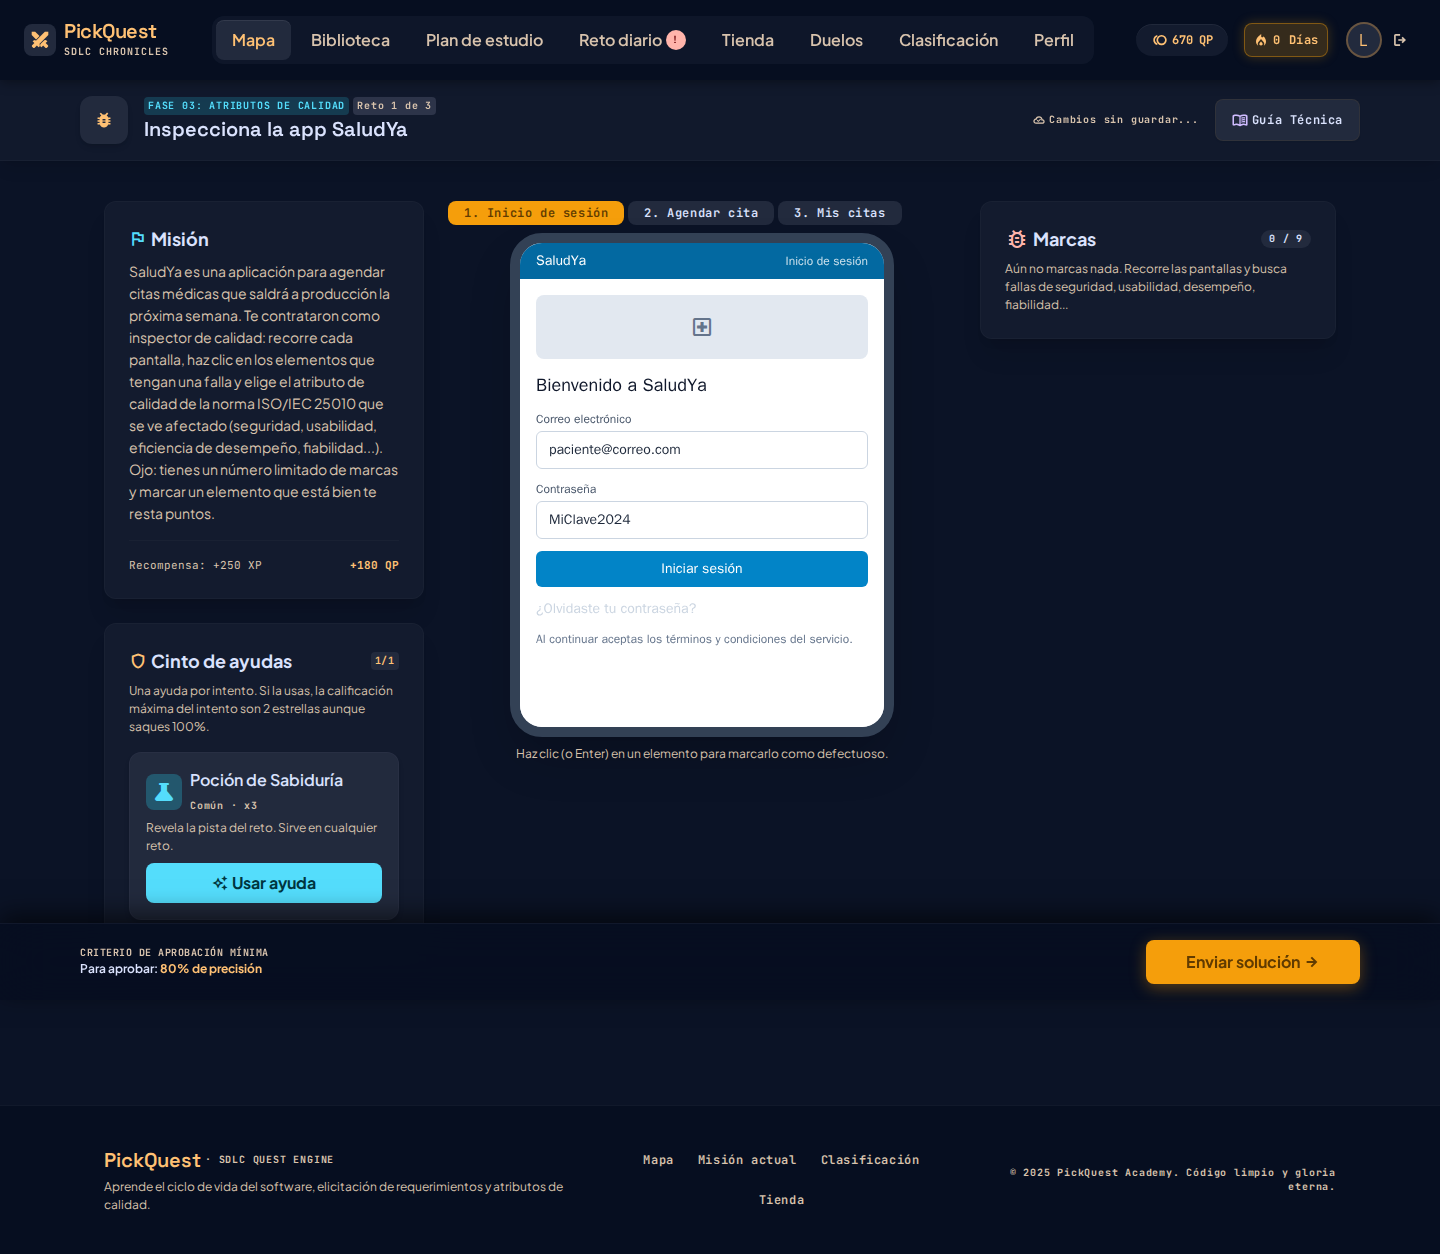 PickQuest
SDLC CHRONICLES
Mapa
Biblioteca
Plan de estudio
Reto diario !
Tienda
Duelos
Clasificación
Perfil
670 QP
0 Días
L
FASE 03: ATRIBUTOS DE CALIDAD Reto 1 de 3
Inspecciona la app SaludYa
Cambios sin guardar...
Guía Técnica
Misión
SaludYa es una aplicación para agendar
citas médicas que saldrá a producción la
próxima semana. Te contrataron como
inspector de calidad: recorre cada
pantalla, haz clic en los elementos que
tengan una falla y elige el atributo de
calidad de la norma ISO/IEC 25010 que
se ve afectado (seguridad, usabilidad,
eficiencia de desempeño, fiabilidad...).
Ojo: tienes un número limitado de marcas
y marcar un elemento que está bien te
resta puntos.
Recompensa: +250 XP
+180 QP
Cinto de ayudas
1/1
Una ayuda por intento. Si la usas, la calificación
máxima del intento son 2 estrellas aunque
saques 100%.
Poción de Sabiduría
Común · x3
Revela la pista del reto. Sirve en cualquier
reto.
Usar ayuda
1. Inicio de sesión
2. Agendar cita
3. Mis citas
SaludYa
Inicio de sesión
Bienvenido a SaludYa
Correo electrónico
paciente@correo.com
Contraseña
MiClave2024
Iniciar sesión
¿Olvidaste tu contraseña?
Al continuar aceptas los términos y condiciones del servicio.
Haz clic (o Enter) en un elemento para marcarlo como defectuoso.
Marcas
0 / 9
Aún no marcas nada. Recorre las pantallas y busca
fallas de seguridad, usabilidad, desempeño,
fiabilidad...
CRITERIO DE APROBACIÓN MÍNIMA
Para aprobar: 80% de precisión
Enviar solución →
PickQuest · SDLC QUEST ENGINE
Aprende el ciclo de vida del software, elicitación de requerimientos y atributos de
calidad.
Mapa
Misión actual
Clasificación
Tienda
© 2025 PickQuest Academy. Código limpio y gloria
eterna.